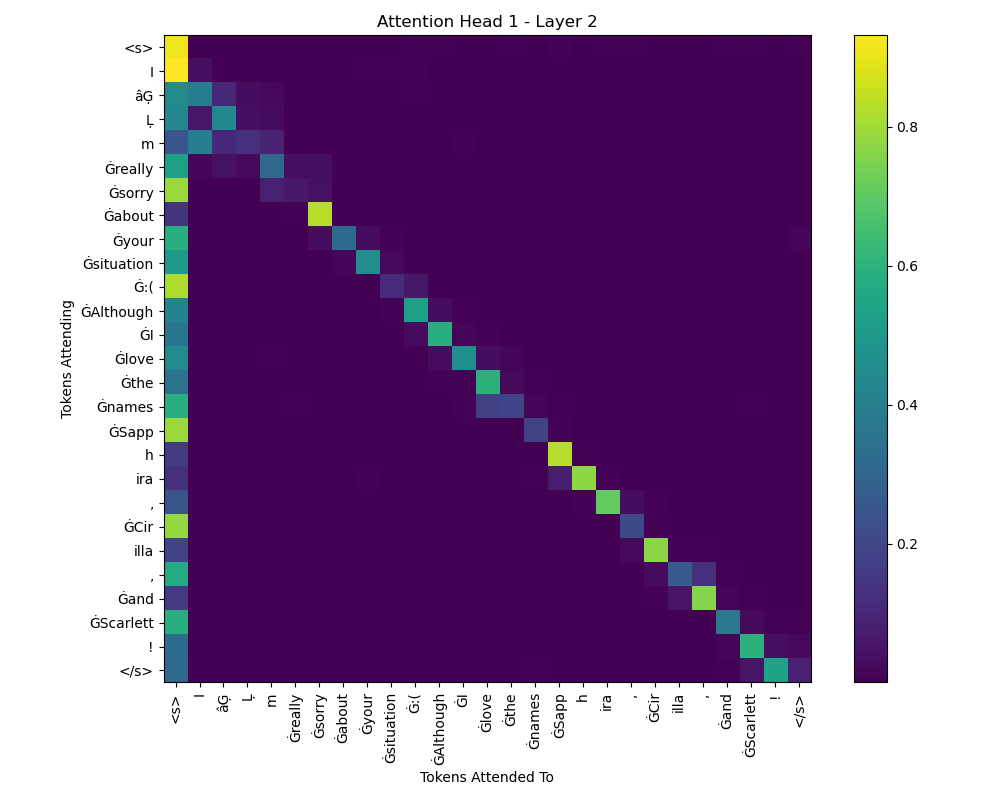 Attention Head 1 - Layer 2
Tokens Attending
<s>
I
âĢ
Ļ
m
Ġreally
Ġsorry
Ġabout
Ġyour
Ġsituation
Ġ:(
ĠAlthough
ĠI
Ġlove
Ġthe
Ġnames
ĠSapp
h
ira
,
ĠCir
illa
,
Ġand
ĠScarlett
!
</s>
<s>
I
âĢ
Ļ
m
Ġreally
Ġsorry
Ġabout
Ġyour
Ġsituation
Ġ:(
ĠAlthough
ĠI
Ġlove
Ġthe
Ġnames
ĠSapp
h
ira
,
ĠCir
illa
,
Ġand
ĠScarlett
!
</s>
Tokens Attended To
0.8
0.6
0.4
0.2